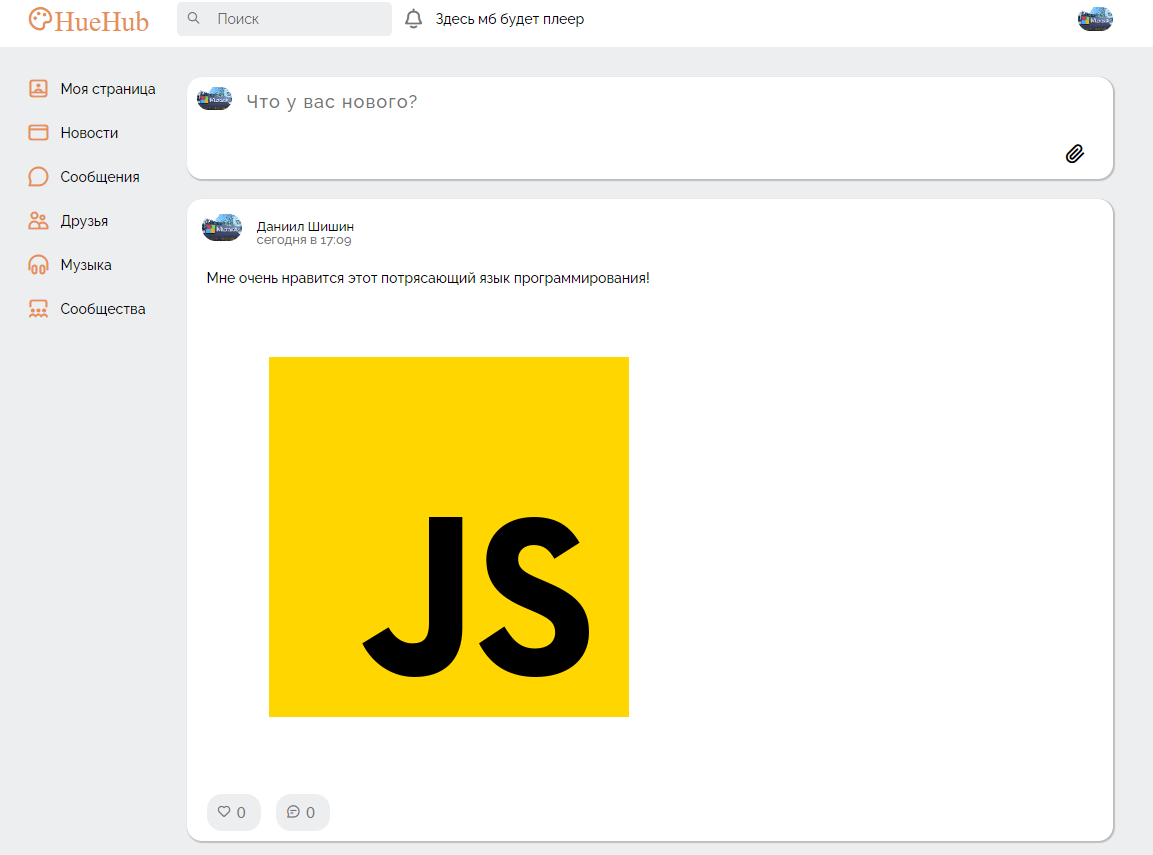 HueHub
Поиск
Здесь мб будет плеер
Моя страница
Новости
Сообщения
Друзья
Музыка
Сообщества
Что у вас нового?
Даниил Шишин
сегодня в 17:09
Мне очень нравится этот потрясающий язык программирования!
JS
0
0